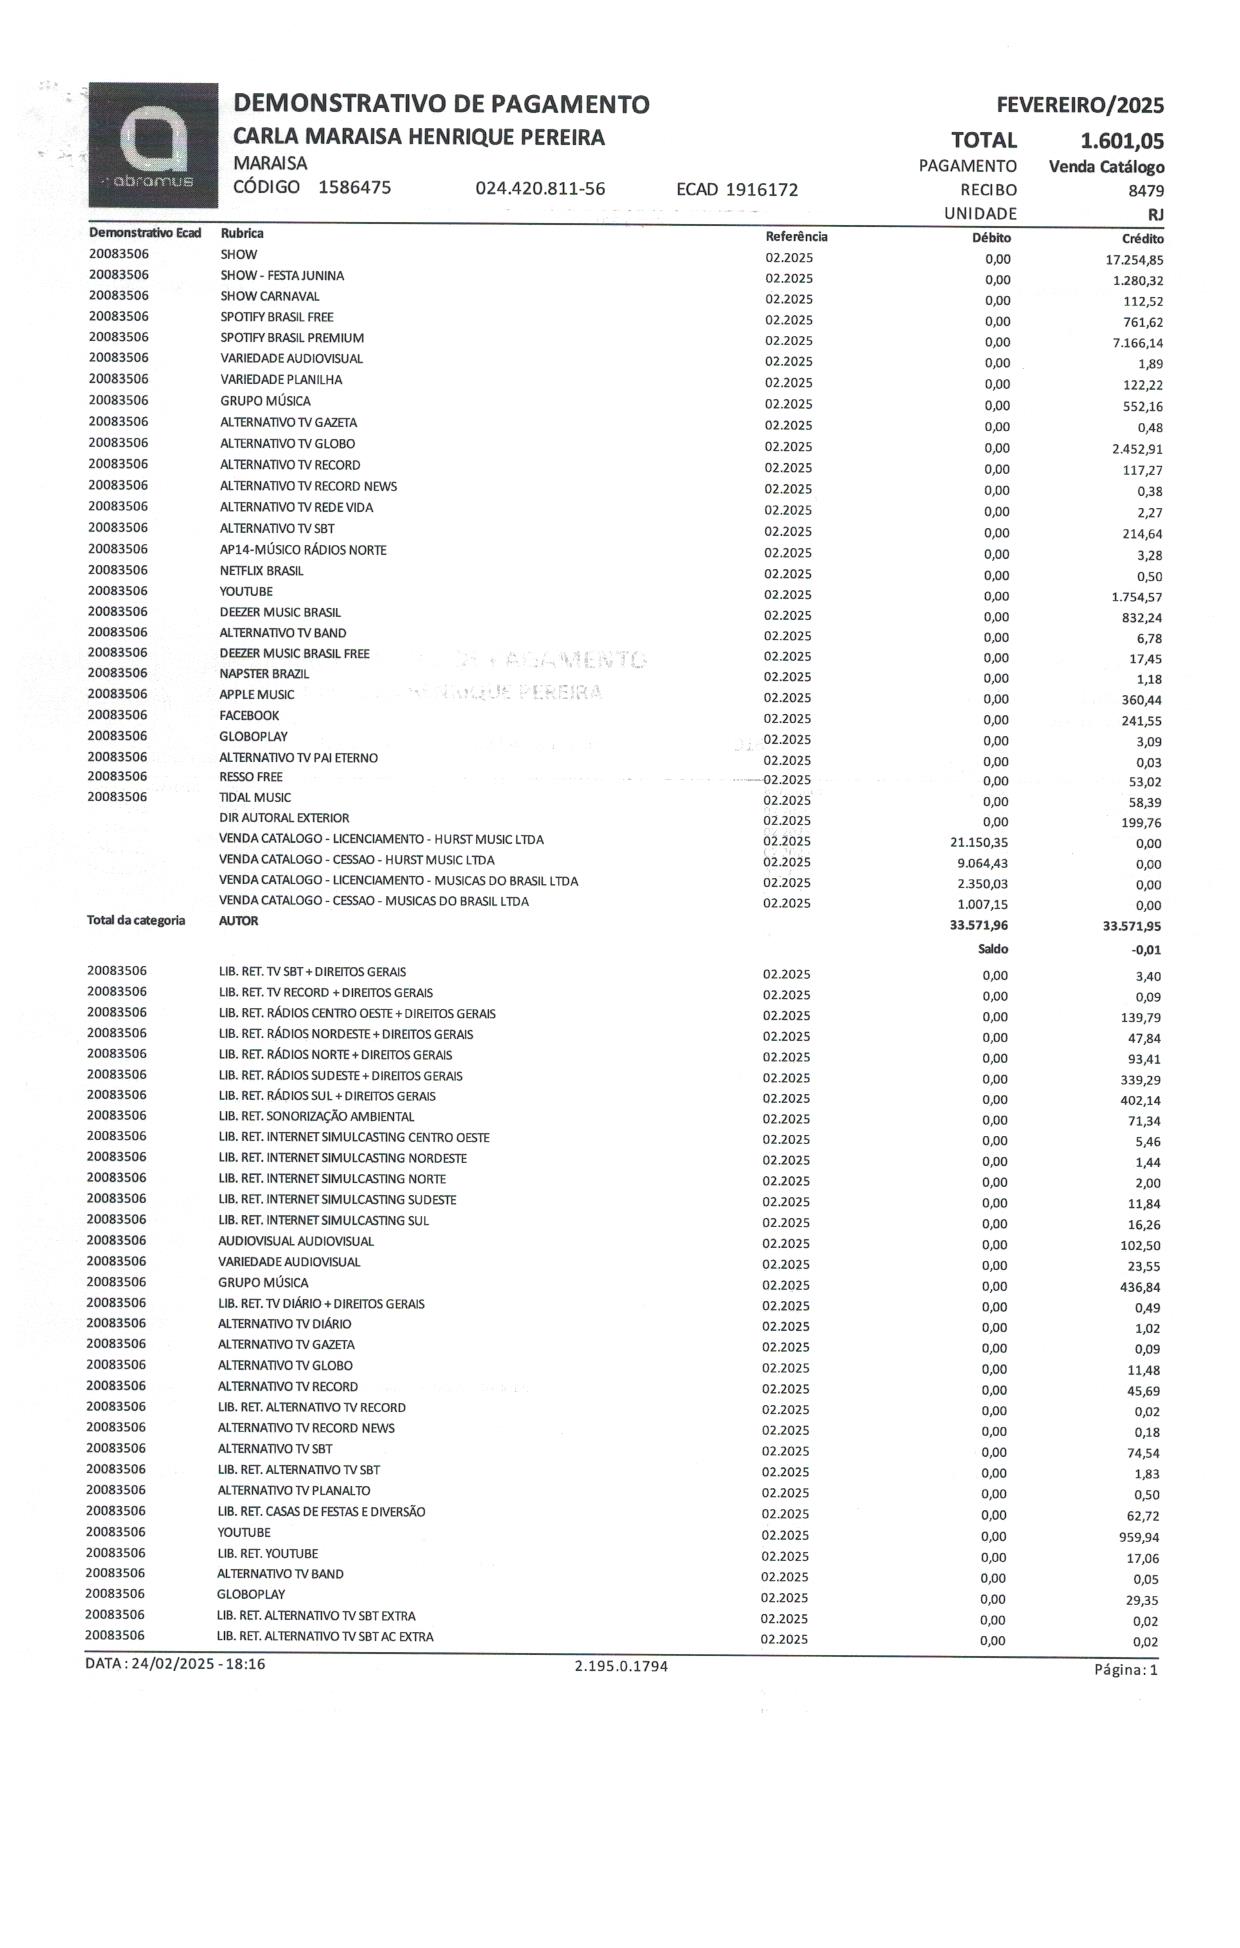 abramus
DEMONSTRATIVO DE PAGAMENTO FEVEREIRO/2025
CARLA MARAISA HENRIQUE PEREIRA TOTAL 1.601,05
MARAISA PAGAMENTO Venda Catálogo
CÓDIGO 1586475 024.420.811-56 ECAD 1916172 RECIBO 8479
UNIDADE RJ
Demonstrativo Ecad Rubrica Referência Débito Crédito
20083506 SHOW 02.2025 0,00 17.254,85
20083506 SHOW - FESTA JUNINA 02.2025 0,00 1.280,32
20083506 SHOW CARNAVAL 02.2025 0,00 112,52
20083506 SPOTIFY BRASIL FREE 02.2025 0,00 761,62
20083506 SPOTIFY BRASIL PREMIUM 02.2025 0,00 7.166,14
20083506 VARIEDADE AUDIOVISUAL 02.2025 0,00 1,89
20083506 VARIEDADE PLANILHA 02.2025 0,00 122,22
20083506 GRUPO MÚSICA 02.2025 0,00 552,16
20083506 ALTERNATIVO TV GAZETA 02.2025 0,00 0,48
20083506 ALTERNATIVO TV GLOBO 02.2025 0,00 2.452,91
20083506 ALTERNATIVO TV RECORD 02.2025 0,00 117,27
20083506 ALTERNATIVO TV RECORD NEWS 02.2025 0,00 0,38
20083506 ALTERNATIVO TV REDE VIDA 02.2025 0,00 2,27
20083506 ALTERNATIVO TV SBT 02.2025 0,00 214,64
20083506 AP14-MÚSICO RÁDIOS NORTE 02.2025 0,00 3,28
20083506 NETFLIX BRASIL 02.2025 0,00 0,50
20083506 YOUTUBE 02.2025 0,00 1.754,57
20083506 DEEZER MUSIC BRASIL 02.2025 0,00 832,24
20083506 ALTERNATIVO TV BAND 02.2025 0,00 6,78
20083506 DEEZER MUSIC BRASIL FREE 02.2025 0,00 17,45
20083506 NAPSTER BRAZIL 02.2025 0,00 1,18
20083506 APPLE MUSIC 02.2025 0,00 360,44
20083506 FACEBOOK 02.2025 0,00 241,55
20083506 GLOBOPLAY 02.2025 0,00 3,09
20083506 ALTERNATIVO TV PAI ETERNO 02.2025 0,00 0,03
20083506 RESSO FREE 02.2025 0,00 53,02
20083506 TIDAL MUSIC 02.2025 0,00 58,39
DIR AUTORAL EXTERIOR 02.2025 0,00 199,76
VENDA CATALOGO - LICENCIAMENTO - HURST MUSIC LTDA 02.2025 21.150,35 0,00
VENDA CATALOGO - CESSAO - HURST MUSIC LTDA 02.2025 9.064,43 0,00
VENDA CATALOGO - LICENCIAMENTO - MUSICAS DO BRASIL LTDA 02.2025 2.350,03 0,00
VENDA CATALOGO - CESSAO - MUSICAS DO BRASIL LTDA 02.2025 1.007,15 0,00
Total da categoria AUTOR 33.571,96 33.571,95
Saldo -0,01
20083506 LIB. RET. TV SBT + DIREITOS GERAIS 02.2025 0,00 3,40
20083506 LIB. RET. TV RECORD + DIREITOS GERAIS 02.2025 0,00 0,09
20083506 LIB. RET. RÁDIOS CENTRO OESTE + DIREITOS GERAIS 02.2025 0,00 139,79
20083506 LIB. RET. RÁDIOS NORDESTE + DIREITOS GERAIS 02.2025 0,00 47,84
20083506 LIB. RET. RÁDIOS NORTE + DIREITOS GERAIS 02.2025 0,00 93,41
20083506 LIB. RET. RÁDIOS SUDESTE + DIREITOS GERAIS 02.2025 0,00 339,29
20083506 LIB. RET. RÁDIOS SUL + DIREITOS GERAIS 02.2025 0,00 402,14
20083506 LIB. RET. SONORIZAÇÃO AMBIENTAL 02.2025 0,00 71,34
20083506 LIB. RET. INTERNET SIMULCASTING CENTRO OESTE 02.2025 0,00 5,46
20083506 LIB. RET. INTERNET SIMULCASTING NORDESTE 02.2025 0,00 1,44
20083506 LIB. RET. INTERNET SIMULCASTING NORTE 02.2025 0,00 2,00
20083506 LIB. RET. INTERNET SIMULCASTING SUDESTE 02.2025 0,00 11,84
20083506 LIB. RET. INTERNET SIMULCASTING SUL 02.2025 0,00 16,26
20083506 AUDIOVISUAL AUDIOVISUAL 02.2025 0,00 102,50
20083506 VARIEDADE AUDIOVISUAL 02.2025 0,00 23,55
20083506 GRUPO MÚSICA 02.2025 0,00 436,84
20083506 LIB. RET. TV DIÁRIO + DIREITOS GERAIS 02.2025 0,00 0,49
20083506 ALTERNATIVO TV DIÁRIO 02.2025 0,00 1,02
20083506 ALTERNATIVO TV GAZETA 02.2025 0,00 0,09
20083506 ALTERNATIVO TV GLOBO 02.2025 0,00 11,48
20083506 ALTERNATIVO TV RECORD 02.2025 0,00 45,69
20083506 LIB. RET. ALTERNATIVO TV RECORD 02.2025 0,00 0,02
20083506 ALTERNATIVO TV RECORD NEWS 02.2025 0,00 0,18
20083506 ALTERNATIVO TV SBT 02.2025 0,00 74,54
20083506 LIB. RET. ALTERNATIVO TV SBT 02.2025 0,00 1,83
20083506 ALTERNATIVO TV PLANALTO 02.2025 0,00 0,50
20083506 LIB. RET. CASAS DE FESTAS E DIVERSÃO 02.2025 0,00 62,72
20083506 YOUTUBE 02.2025 0,00 959,94
20083506 LIB. RET. YOUTUBE 02.2025 0,00 17,06
20083506 ALTERNATIVO TV BAND 02.2025 0,00 0,05
20083506 GLOBOPLAY 02.2025 0,00 29,35
20083506 LIB. RET. ALTERNATIVO TV SBT EXTRA 02.2025 0,00 0,02
20083506 LIB. RET. ALTERNATIVO TV SBT AC EXTRA 02.2025 0,00 0,02
DATA : 24/02/2025 - 18:16 2.195.0.1794 Página: 1